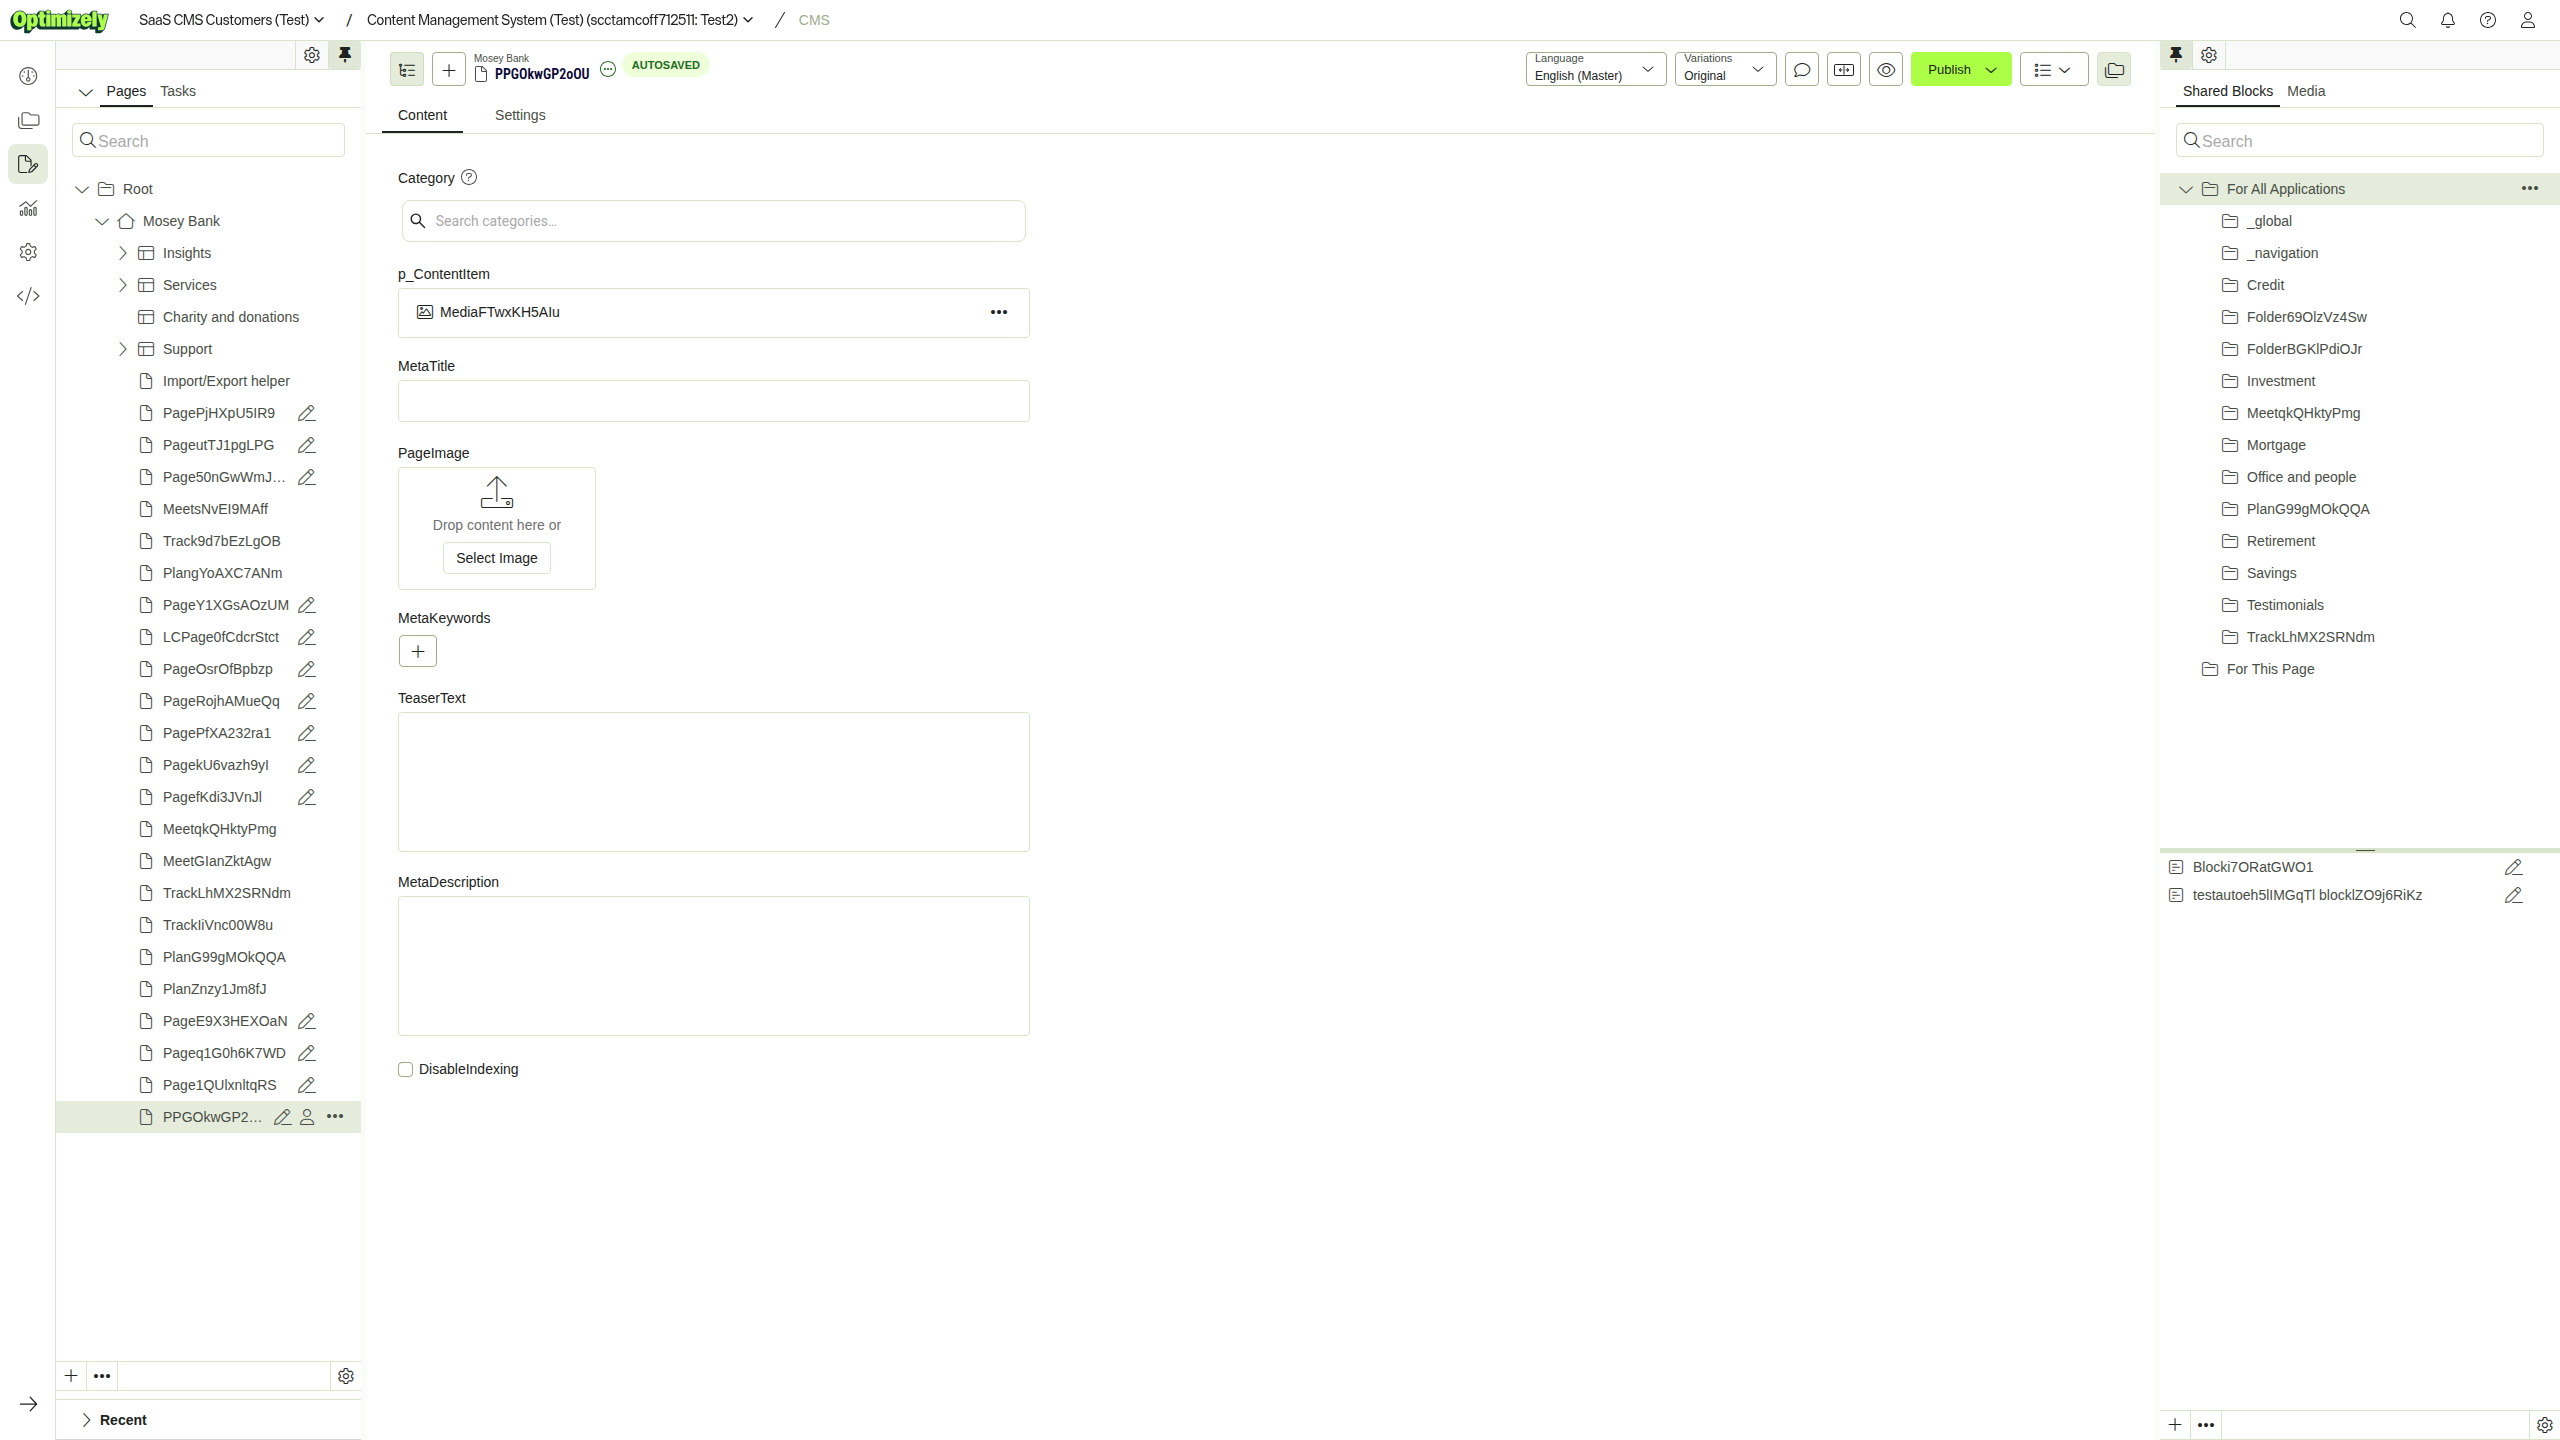 Optimizely
SaaS CMS Customers (Test) / Content Management System (Test) (scctamcoff712511: Test2) / CMS
Pages Tasks
Search
Root
Mosey Bank
Insights
Services
Charity and donations
Support
Import/Export helper
PagePjHXpU5IR9
PageutTJ1pgLPG
Page50nGwWmJ...
MeetsNvEI9MAff
Track9d7bEzLgOB
PlangYoAXC7ANm
PageY1XGsAOzUM
LCPage0fCdcrStct
PageOsrOfBpbzp
PageRojhAMueQq
PagePfXA232ra1
PagekU6vazh9yI
PagefKdi3JVnJl
MeetqkQHktyPmg
MeetGIanZktAgw
TrackLhMX2SRNdm
TrackIiVnc00W8u
PlanG99gMOkQQA
PlanZnzy1Jm8fJ
PageE9X3HEXOaN
Pageq1G0h6K7WD
Page1QUlxnltqRS
PPGOkwGP2...
Recent
Mosey Bank
PPGOkwGP2oOU
AUTOSAVED
Language
English (Master)
Variations
Original
Publish
Content Settings
Category
Search categories...
p_ContentItem
MediaFTwxKH5AIu
MetaTitle
PageImage
Drop content here or
Select Image
MetaKeywords
TeaserText
MetaDescription
DisableIndexing
Shared Blocks Media
Search
For All Applications
_global
_navigation
Credit
Folder69OlzVz4Sw
FolderBGKlPdiOJr
Investment
MeetqkQHktyPmg
Mortgage
Office and people
PlanG99gMOkQQA
Retirement
Savings
Testimonials
TrackLhMX2SRNdm
For This Page
Blocki7ORatGWO1
testautoeh5lIMGqTl blocklZO9j6RiKz